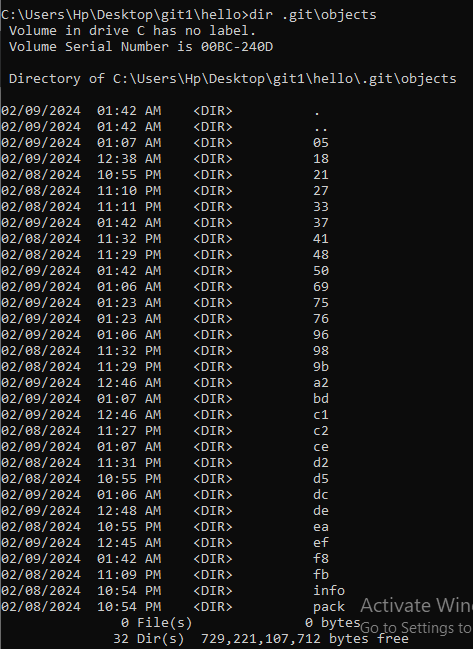 C:\Users\Hp\Desktop\git1\hello>dir .git\objects
 Volume in drive C has no label.
 Volume Serial Number is 00BC-240D

 Directory of C:\Users\Hp\Desktop\git1\hello\.git\objects

02/09/2024  01:42 AM    <DIR>          .
02/09/2024  01:42 AM    <DIR>          ..
02/09/2024  01:07 AM    <DIR>          05
02/09/2024  12:38 AM    <DIR>          18
02/08/2024  10:55 PM    <DIR>          21
02/08/2024  11:10 PM    <DIR>          27
02/08/2024  11:11 PM    <DIR>          33
02/09/2024  01:42 AM    <DIR>          37
02/08/2024  11:32 PM    <DIR>          41
02/08/2024  11:29 PM    <DIR>          48
02/09/2024  01:42 AM    <DIR>          50
02/09/2024  01:06 AM    <DIR>          69
02/09/2024  01:23 AM    <DIR>          75
02/09/2024  01:23 AM    <DIR>          76
02/09/2024  01:06 AM    <DIR>          96
02/08/2024  11:32 PM    <DIR>          98
02/08/2024  11:29 PM    <DIR>          9b
02/09/2024  12:46 AM    <DIR>          a2
02/09/2024  01:07 AM    <DIR>          bd
02/09/2024  12:46 AM    <DIR>          c1
02/08/2024  11:27 PM    <DIR>          c2
02/09/2024  01:07 AM    <DIR>          ce
02/08/2024  11:31 PM    <DIR>          d2
02/08/2024  10:55 PM    <DIR>          d5
02/09/2024  01:06 AM    <DIR>          dc
02/09/2024  12:48 AM    <DIR>          de
02/08/2024  10:55 PM    <DIR>          ea
02/09/2024  12:45 AM    <DIR>          ef
02/09/2024  01:42 AM    <DIR>          f8
02/08/2024  11:09 PM    <DIR>          fb
02/08/2024  10:54 PM    <DIR>          info
02/08/2024  10:54 PM    <DIR>          pack
               0 File(s)              0 bytes
              32 Dir(s)  729,221,107,712 bytes free
Activate Win
Go to Settings to